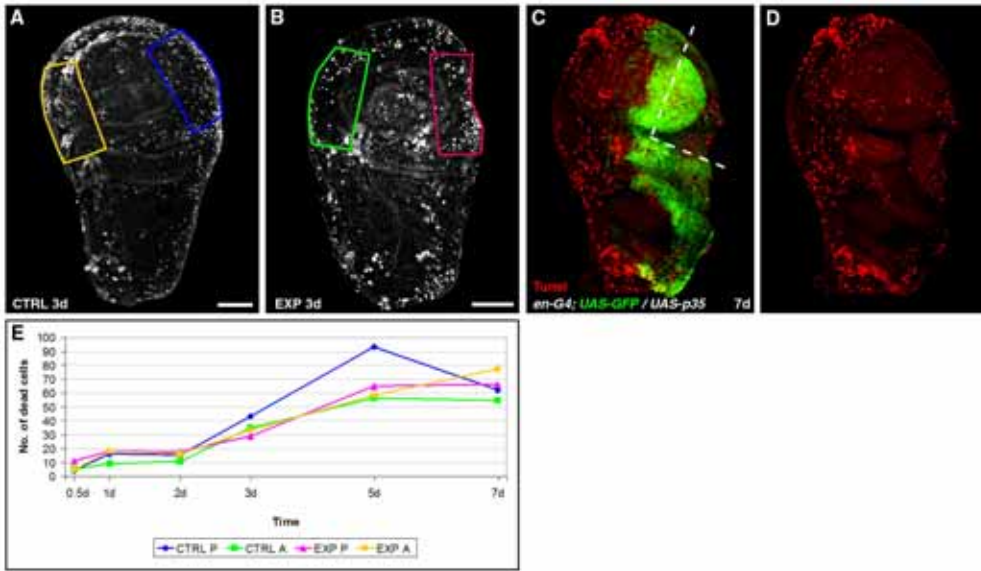 A
B
C
D
CTRL 3d
EXP 3d
Tunel
en-G4; UAS-GFP / UAS-p35
7d
E
100
90
80
70
60
50
40
30
20
10
0
No. of dead cells
0.5d 1d 2d 3d 5d 7d
Time
CTRL P CTRL A EXP P EXP A